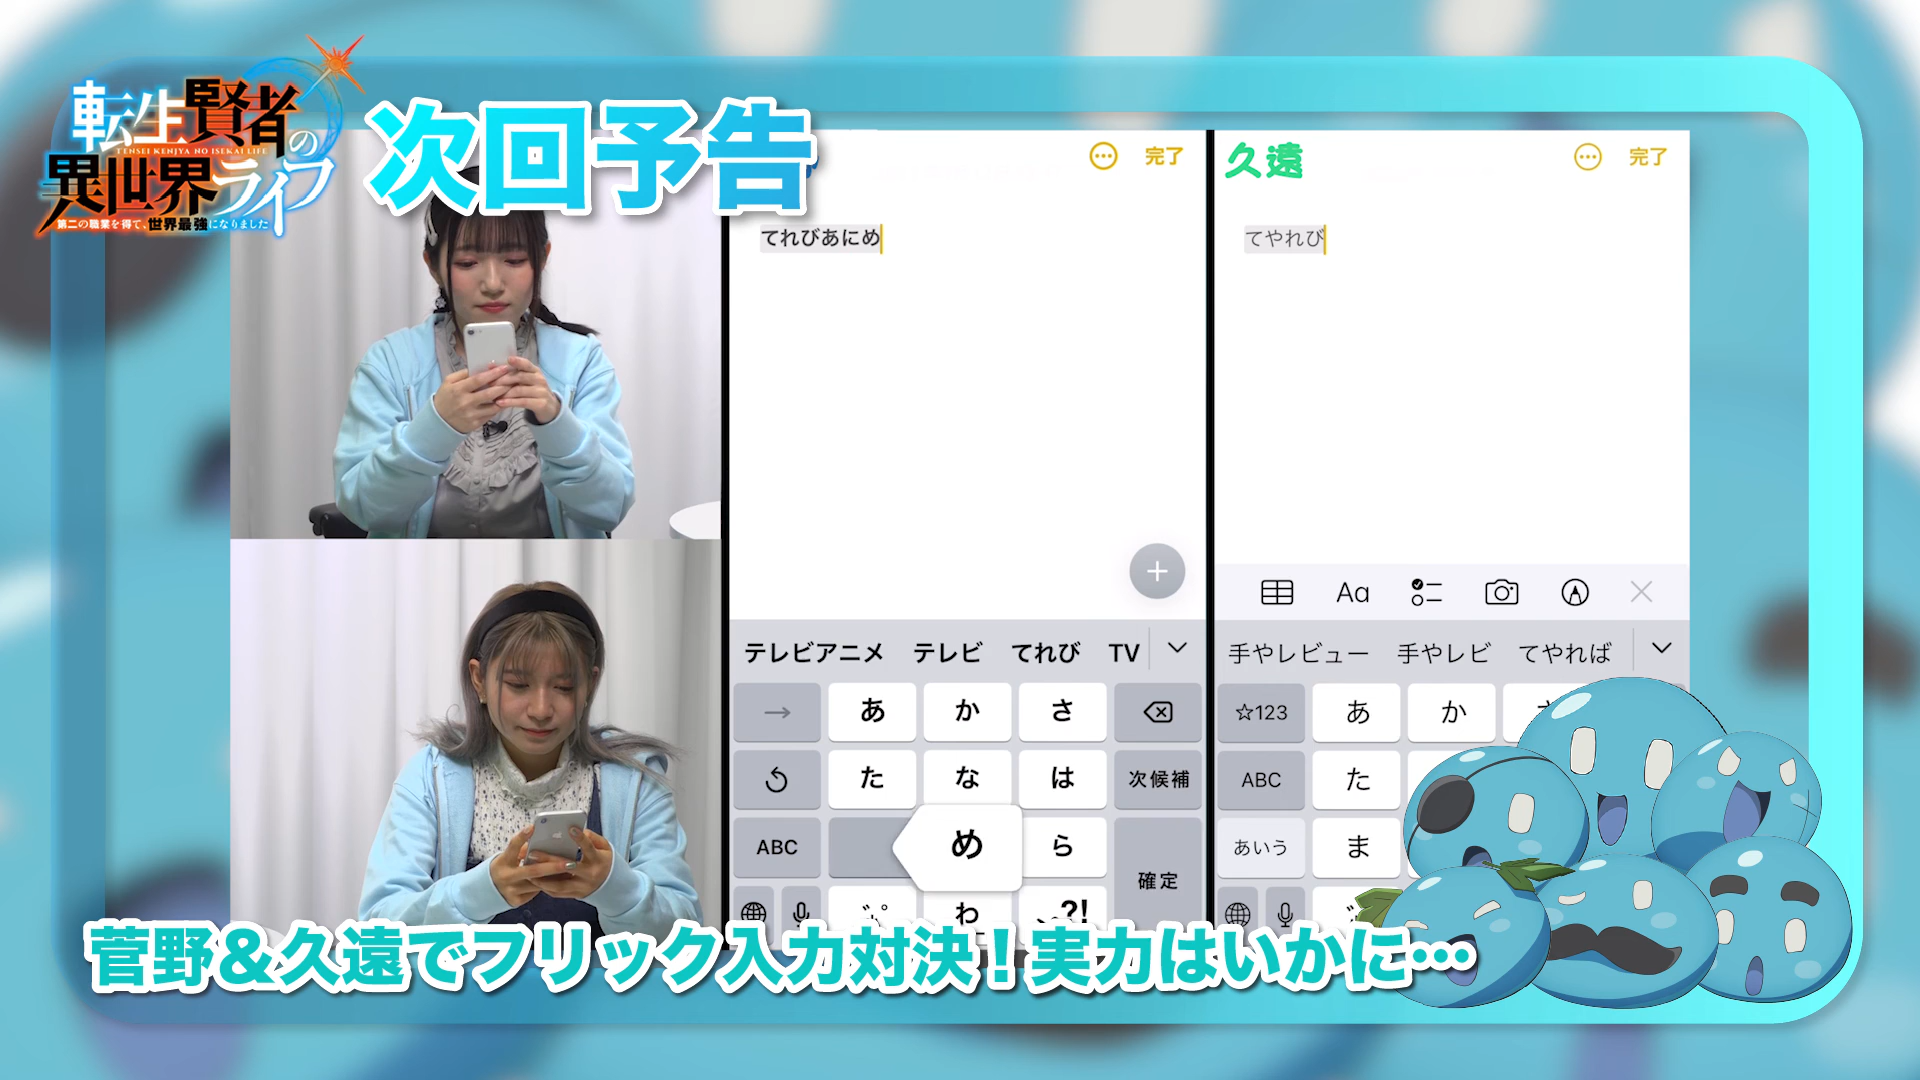 転生賢者の
TENSEI KENJYA NO ISEKAI LIFE
異世界ライフ
第二の職業を得て、世界最強になりました
次回予告
完了
てれびあにめ
テレビアニメ テレビ てれび TV
→ あ か さ
た な は 次候補
ABC め ら 確定
わ 、。?!
久遠
完了
てやれび
Aa
手やレビュー 手やレビ てやれば
☆123 あ か
ABC た
あいう ま
菅野&久遠でフリック入力対決!実力はいかに…